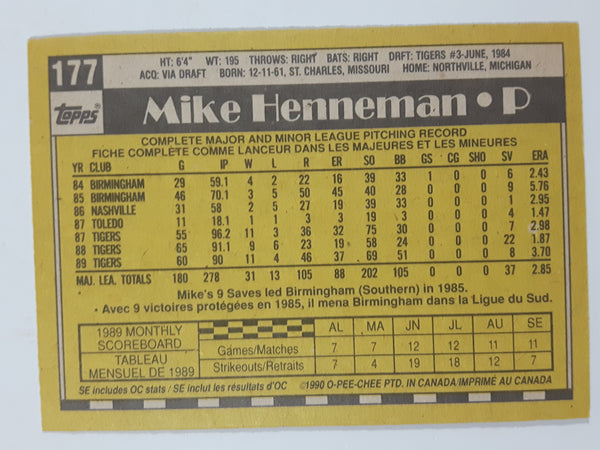 177
HT: 6'4" WT: 195 THROWS: RIGHT BATS: RIGHT DRFT: TIGERS #3-JUNE, 1984
ACQ: VIA DRAFT BORN: 12-11-61, ST. CHARLES, MISSOURI HOME: NORTHVILLE, MICHIGAN
Topps®
Mike Henneman • P
COMPLETE MAJOR AND MINOR LEAGUE PITCHING RECORD
FICHE COMPLÈTE COMME LANCEUR DANS LES MAJEURES ET LES MINEURES
YR CLUB G IP W L R ER SO BB GS CG SHO SV ERA
84 BIRMINGHAM 29 59.1 4 2 22 16 39 33 1 0 0 6 2.43
85 BIRMINGHAM 46 70.1 3 5 50 45 40 28 0 0 0 9 5.76
86 NASHVILLE 31 58 2 5 27 19 39 23 0 0 0 1 2.95
87 TOLEDO 11 18.1 1 1 3 3 19 3 0 0 0 4 1.47
87 TIGERS 55 96.2 11 3 36 32 75 30 0 0 0 7 2.98
88 TIGERS 65 91.1 9 6 23 19 58 24 0 0 0 22 1.87
89 TIGERS 60 90 11 4 46 37 69 51 0 0 0 8 3.70
MAJ. LEA. TOTALS 180 278 31 13 105 88 202 105 0 0 0 37 2.85
Mike's 9 Saves led Birmingham (Southern) in 1985.
• Avec 9 victoires protégées en 1985, il mena Birmingham dans la Ligue du Sud.
1989 MONTHLY
SCOREBOARD
TABLEAU
MENSUEL DE 1989
AL MA JN JL AU SE
Games/Matches 7 7 12 12 11 11
Strikeouts/Retraits 7 4 19 18 12 7
SE includes OC stats / SE inclut les résultats d'OC ©1990 O-PEE-CHEE PTD. IN CANADA/IMPRIMÉ AU CANADA